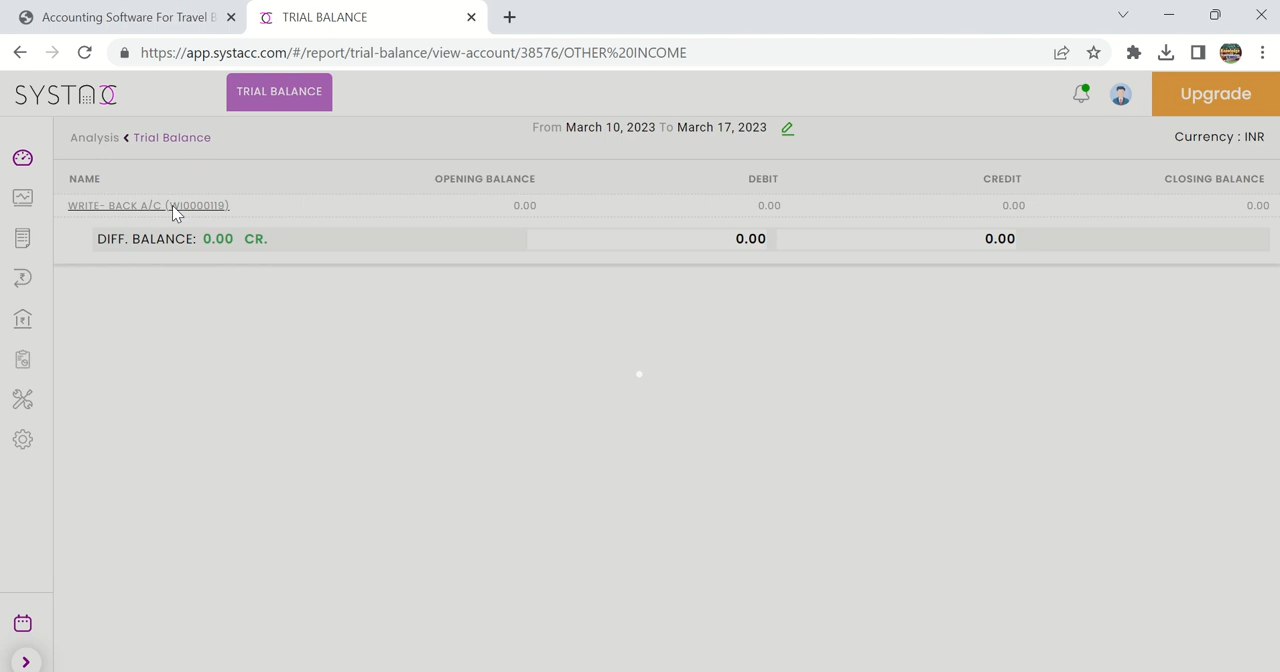 Accounting Software For Travel B
TRIAL BALANCE
https://app.systacc.com/#/report/trial-balance/view-account/38576/OTHER%20INCOME
SYSTACC
TRIAL BALANCE
Upgrade
Analysis < Trial Balance
From March 10, 2023 To March 17, 2023
Currency : INR
NAME OPENING BALANCE DEBIT CREDIT CLOSING BALANCE
WRITE- BACK A/C (WI0000119) 0.00 0.00 0.00 0.00
DIFF. BALANCE: 0.00 CR. 0.00 0.00